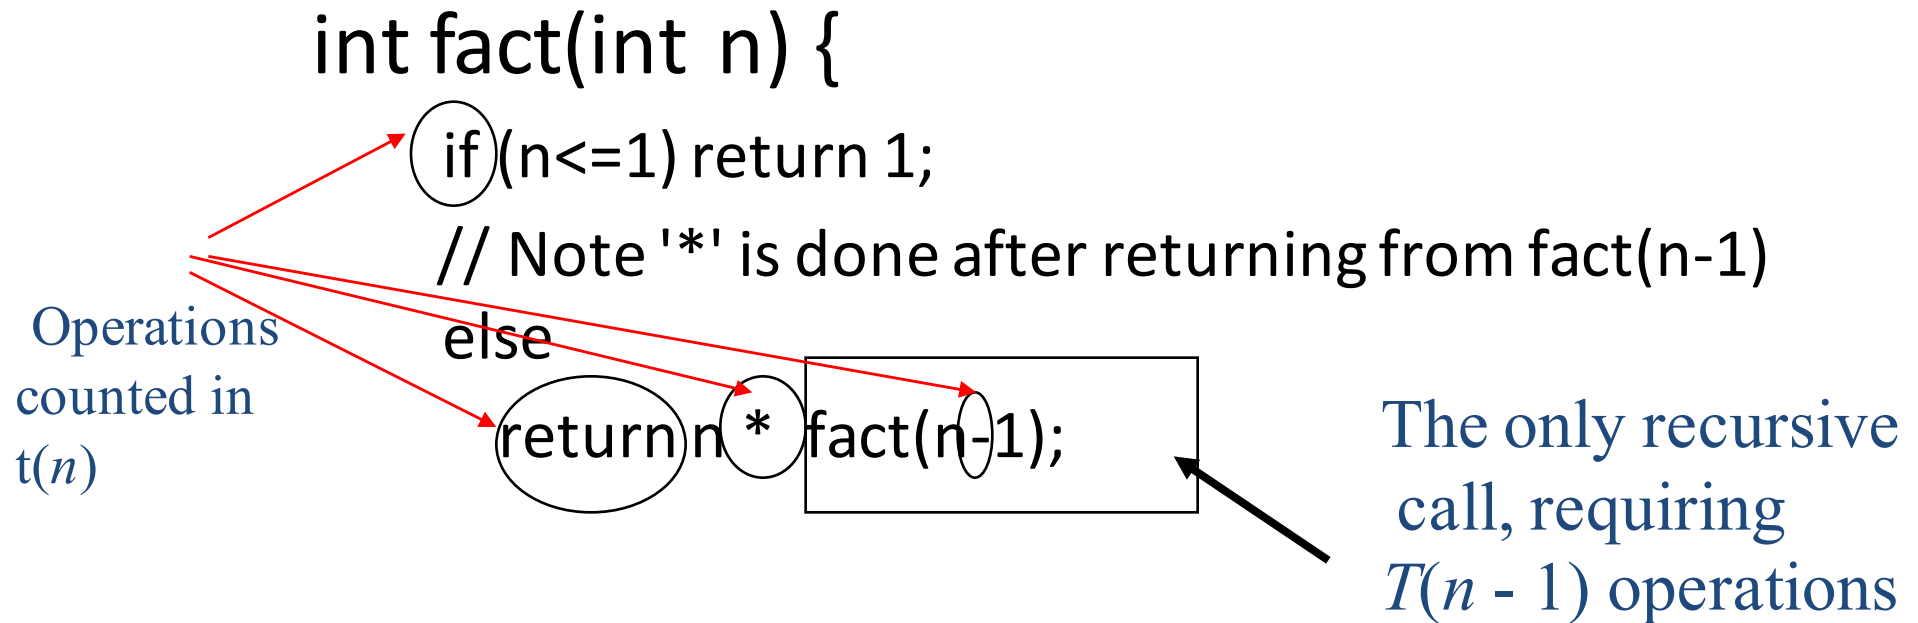 int fact(int n) {
if (n<=1) return 1;
// Note '*' is done after returning from fact(n-1)
else
return n * fact(n-1);
Operations
counted in
t(n)
The only recursive
call, requiring
T(n - 1) operations